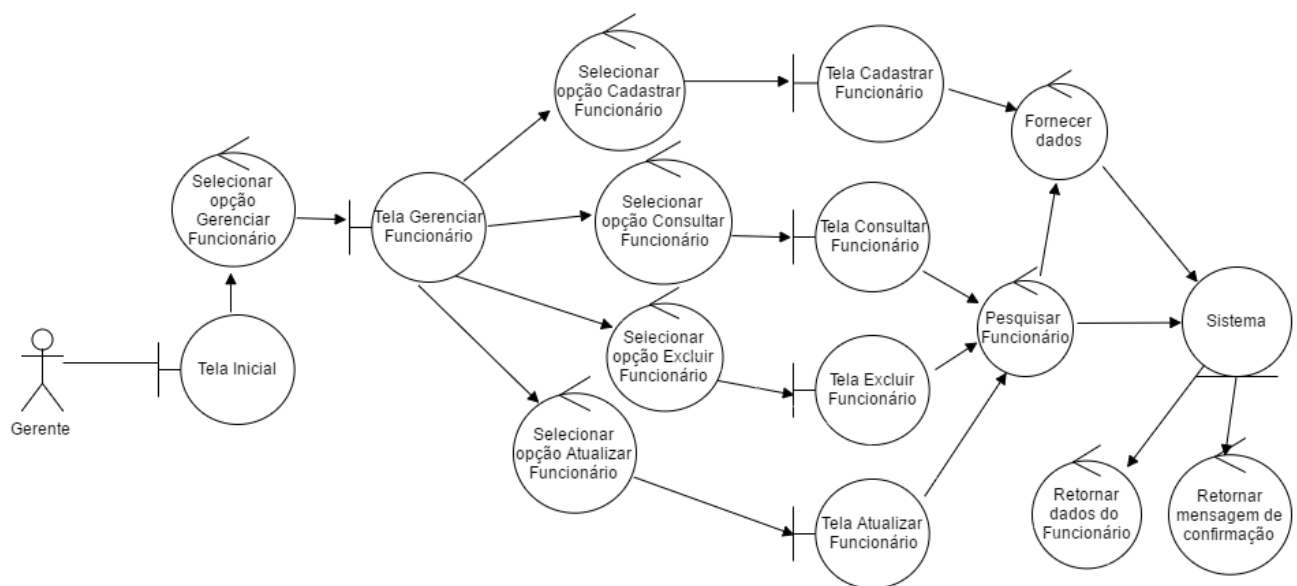 Selecionar
opção Cadastrar
Funcionário
Tela Cadastrar
Funcionário
Fornecer
dados
Selecionar
opção
Gerenciar
Funcionário
Tela Gerenciar
Funcionário
Selecionar
opção Consultar
Funcionário
Tela Consultar
Funcionário
Pesquisar
Funcionário
Sistema
Tela Inicial
Selecionar
opção Excluir
Funcionário
Tela Excluir
Funcionário
Gerente
Selecionar
opção Atualizar
Funcionário
Tela Atualizar
Funcionário
Retornar
dados do
Funcionário
Retornar
mensagem de
confirmação